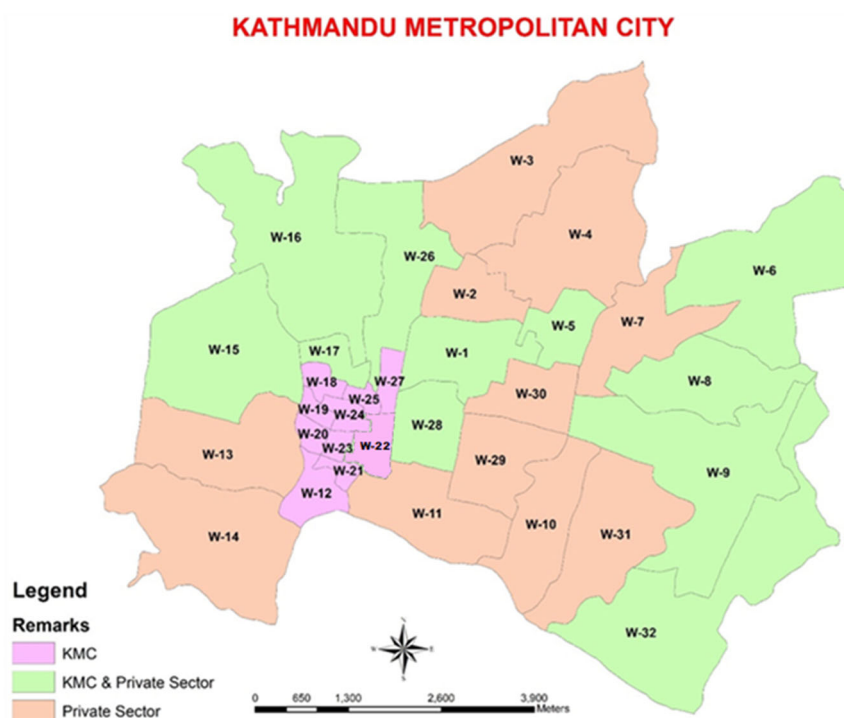 KATHMANDU METROPOLITAN CITY
W-3
W-16
W-4
W-26
W-6
W-2
W-7
W-5
W-15
W-17
W-1
W-18
W-27
W-8
W-25
W-30
W-19
W-24
W-28
W-20
W-23
W-22
W-13
W-29
W-21
W-9
W-12
W-11
W-10
W-31
W-14
W-32
Legend
Remarks
KMC
KMC & Private Sector
Private Sector
N
W E
S
0 650 1,300 2,600 3,900
Meters